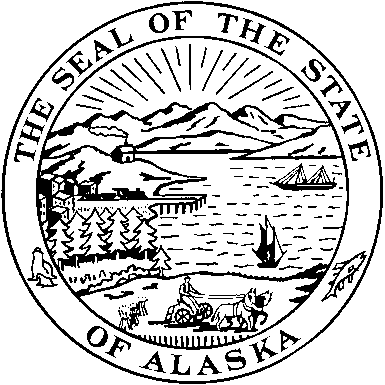 THE SEAL OF THE STATE
OF ALASKA